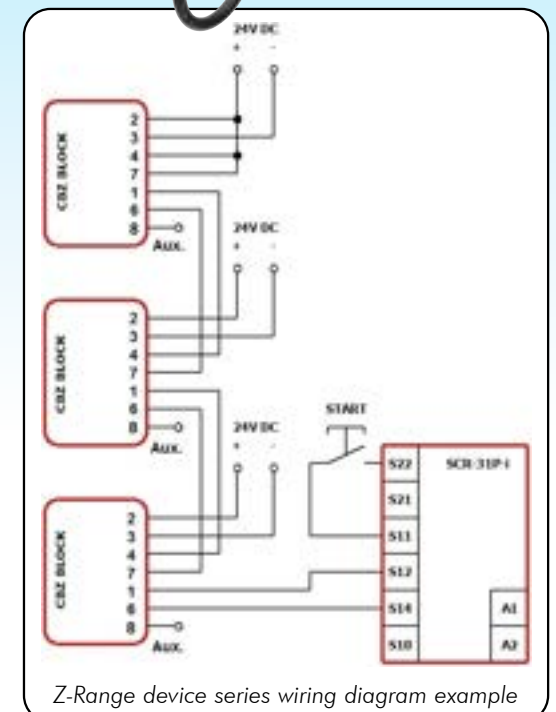 24V DC
+ -
CBZ BLOCK
2
3
4
7
1
6
8
Aux.
24V DC
+ -
CBZ BLOCK
2
3
4
7
1
6
8
Aux.
24V DC
+ -
CBZ BLOCK
2
3
4
7
1
6
8
Aux.
START
S22
SCR-31P-i
S21
S11
S12
S14
A1
S10
A2
Z-Range device series wiring diagram example